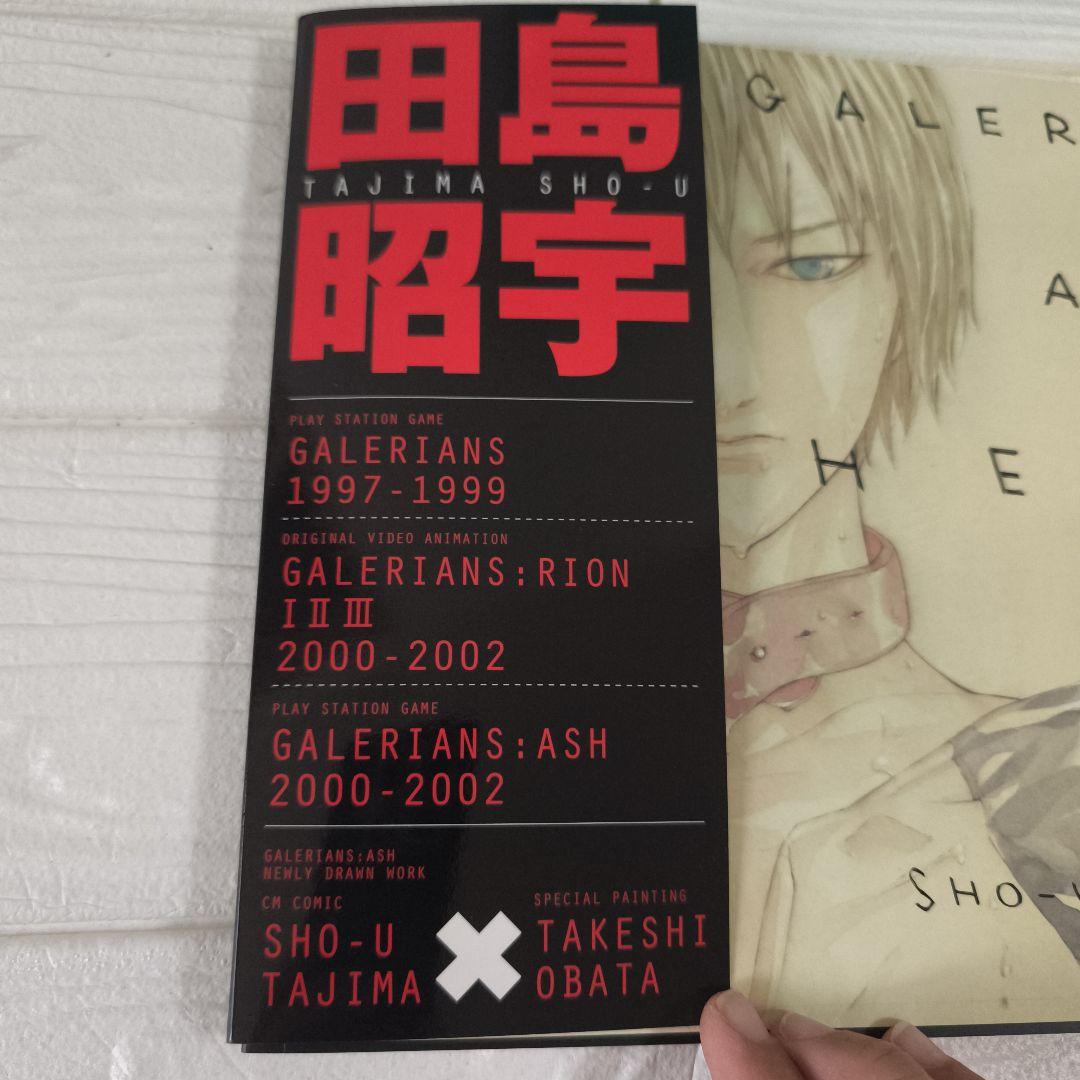 田島
TAJIMA SHO-U
昭宇
PLAY STATION GAME
GALERIANS
1997-1999
ORIGINAL VIDEO ANIMATION
GALERIANS:RION
I II III
2000-2002
PLAY STATION GAME
GALERIANS:ASH
2000-2002
GALERIANS:ASH
NEWLY DRAWN WORK
CM COMIC
SHO-U
TAJIMA
✖
SPECIAL PAINTING
TAKESHI
OBATA
GALER
A
HE
SHO-U